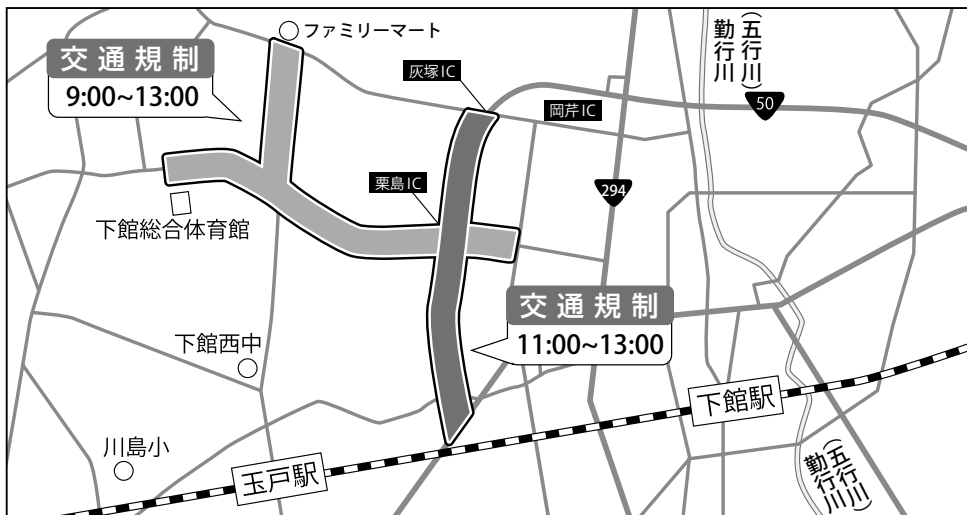 ファミリーマート
交通規制
9:00~13:00
灰塚IC
岡芹IC
50
勤行川
(五行川)
栗島IC
294
下館総合体育館
交通規制
11:00~13:00
下館西中
下館駅
川島小
玉戸駅
勤行川
(五行川)